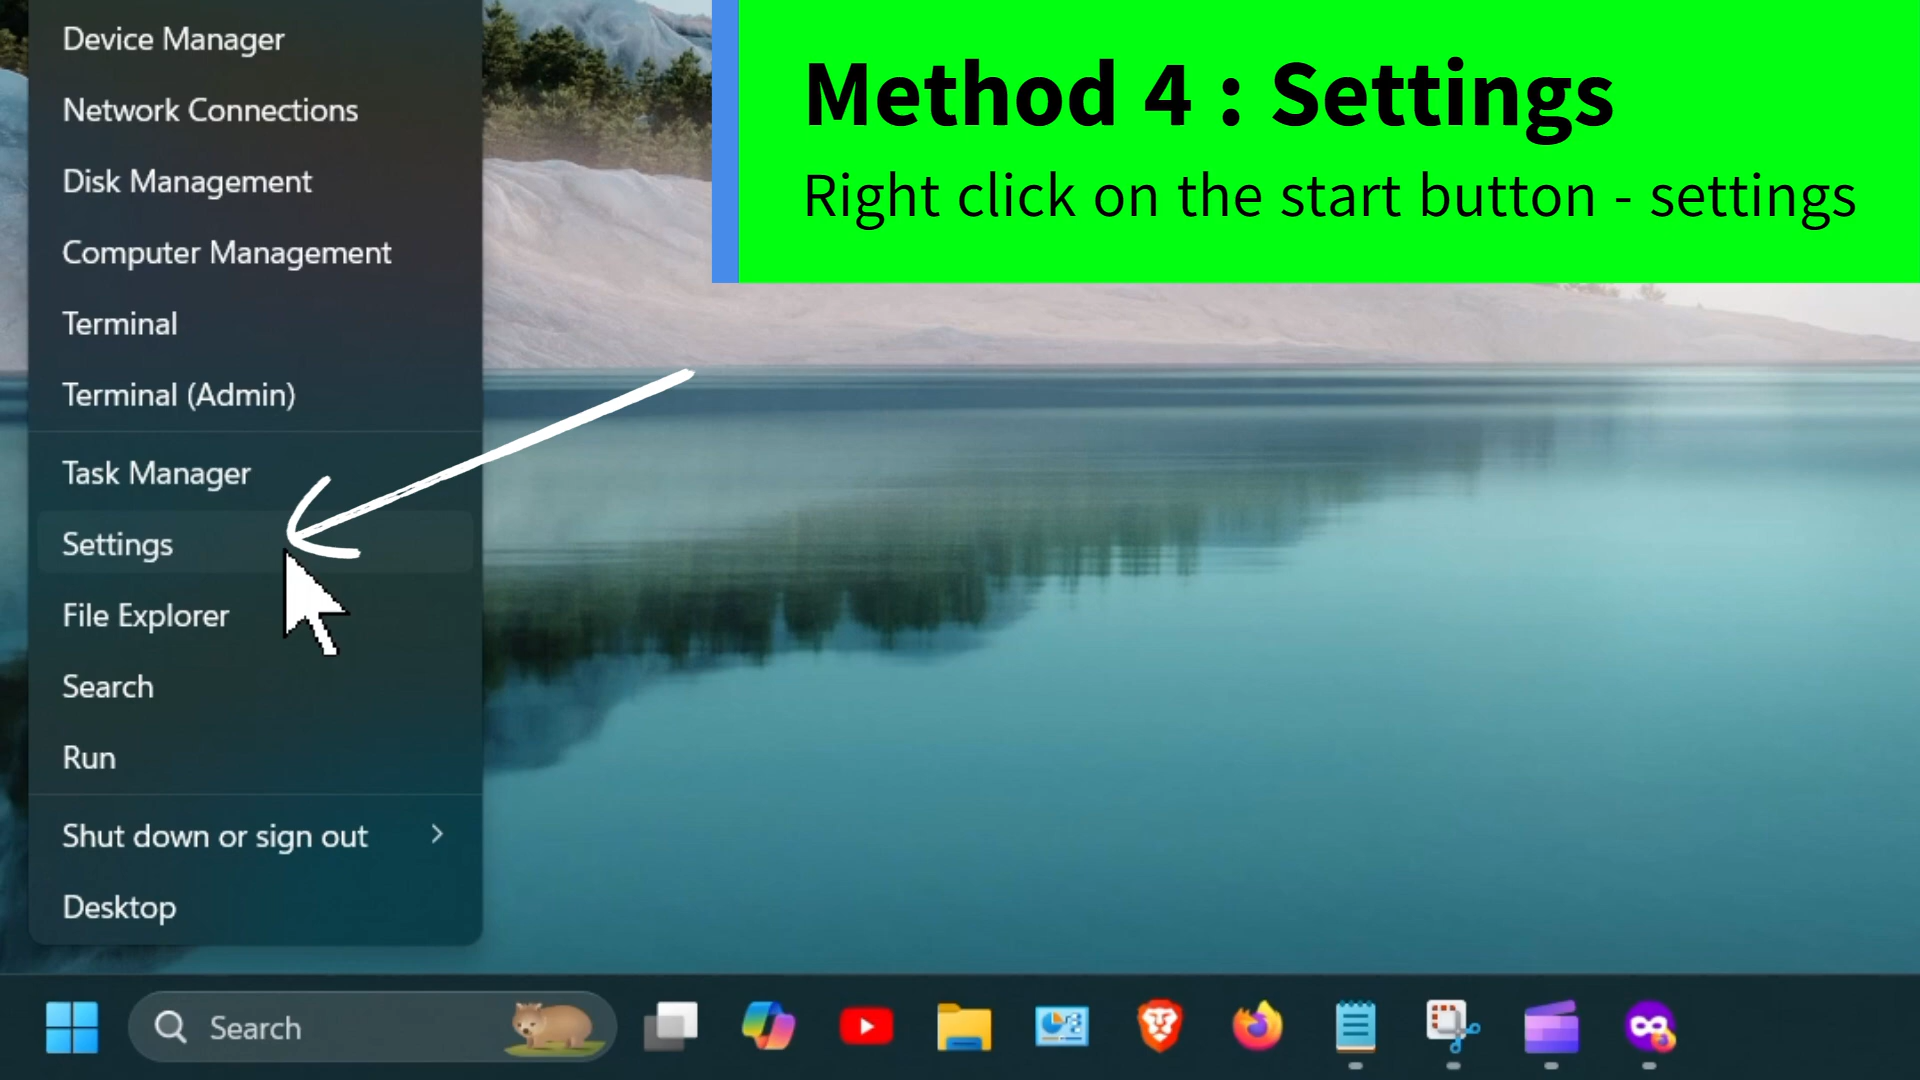 Device Manager
Network Connections
Disk Management
Computer Management
Terminal
Terminal (Admin)
Task Manager
Settings
File Explorer
Search
Run
Shut down or sign out
Desktop
Method 4 : Settings
Right click on the start button - settings
Search